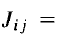 J_{ij} =